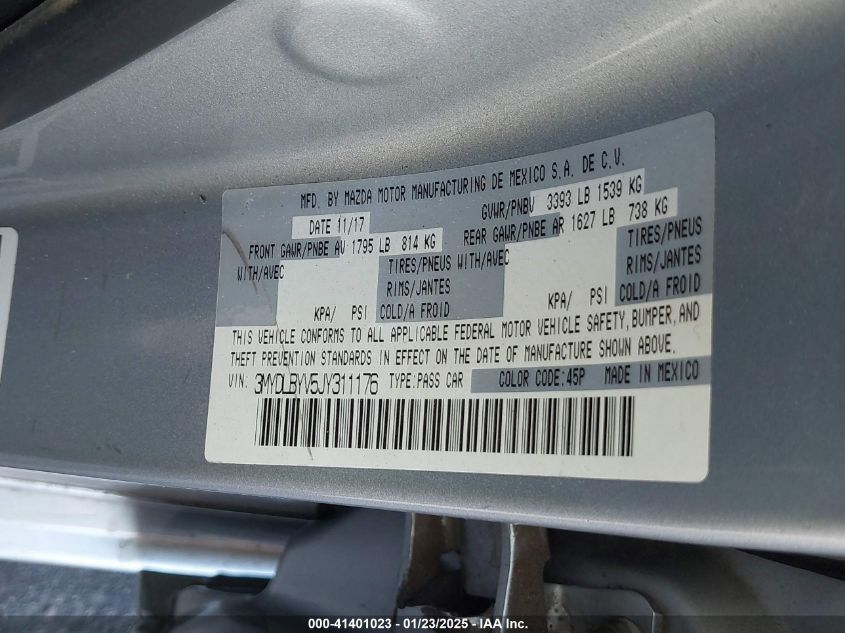 MFD. BY MAZDA MOTOR MANUFACTURING DE MEXICO S.A. DE C.V.
DATE 11/17 GVWR/PNBV 3393 LB 1539 KG
FRONT GAWR/PNBE AV 1795 LB 814 KG REAR GAWR/PNBE AR 1627 LB 738 KG
WITH/AVEC TIRES/PNEUS WITH/AVEC TIRES/PNEUS
RIMS/JANTES RIMS/JANTES
KPA/ PSI COLD/A FROID KPA/ PSI COLD/A FROID
THIS VEHICLE CONFORMS TO ALL APPLICABLE FEDERAL MOTOR VEHICLE SAFETY, BUMPER, AND
THEFT PREVENTION STANDARDS IN EFFECT ON THE DATE OF MANUFACTURE SHOWN ABOVE.
VIN: 3MYDLBYV5JY311176 TYPE:PASS CAR COLOR CODE:45P MADE IN MEXICO
000-41401023 - 01/23/2025 - IAA Inc.